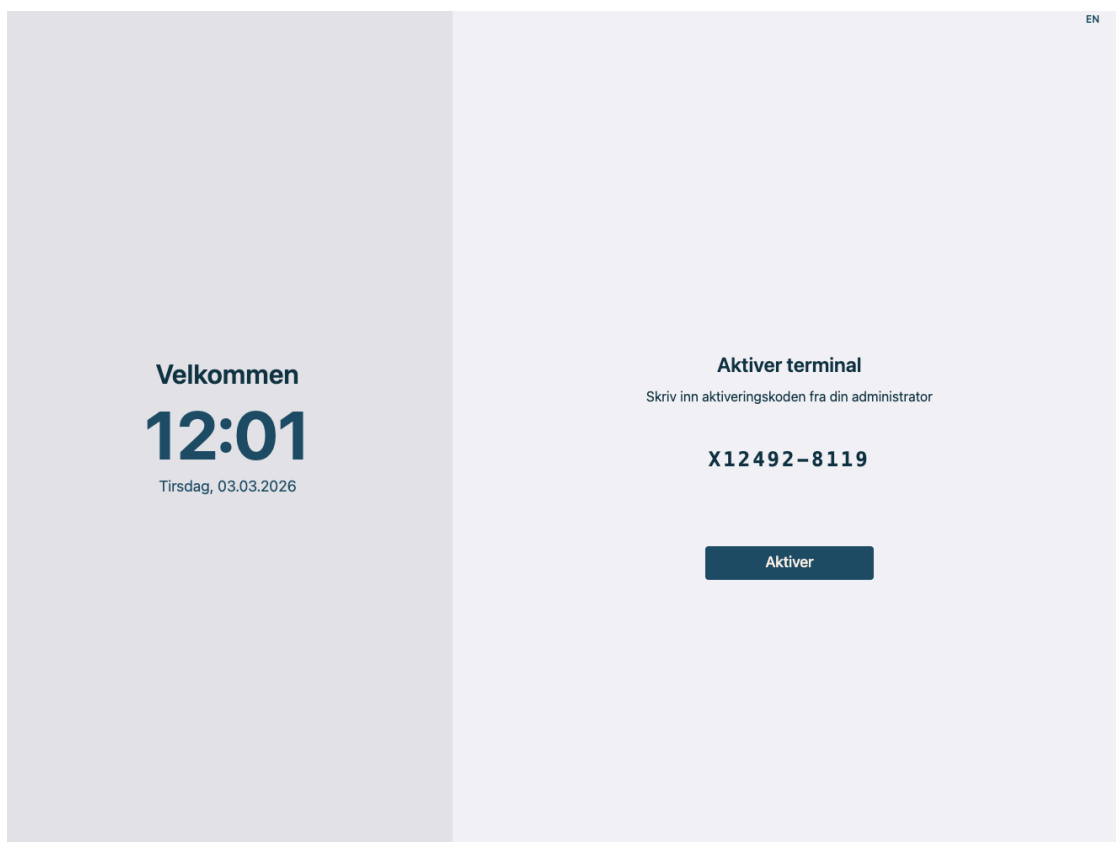 EN
Velkommen
12:01
Tirsdag, 03.03.2026
Aktiver terminal
Skriv inn aktiveringskoden fra din administrator
X12492-8119
Aktiver